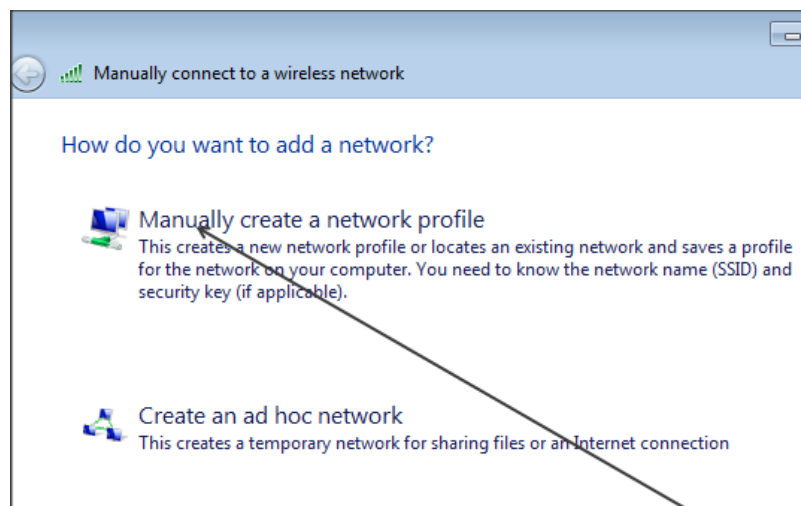 Manually connect to a wireless network
How do you want to add a network?
Manually create a network profile
This creates a new network profile or locates an existing network and saves a profile
for the network on your computer. You need to know the network name (SSID) and
security key (if applicable).
Create an ad hoc network
This creates a temporary network for sharing files or an Internet connection